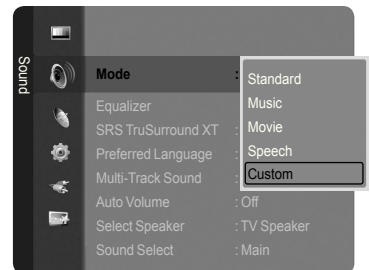 Sound
Mode :
Standard
Music
Movie
Speech
Custom
Equalizer
SRS TruSurround XT :
Preferred Language :
Multi-Track Sound :
Auto Volume : Off
Select Speaker : TV Speaker
Sound Select : Main